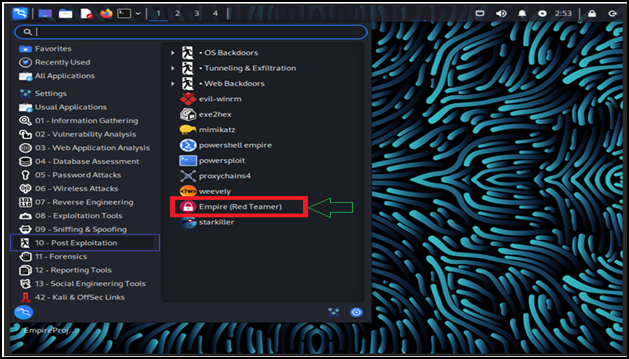 1 2 3 4 2:53
Favorites
Recently Used
All Applications
Settings
Usual Applications
01 - Information Gathering
02 - Vulnerability Analysis
03 - Web Application Analysis
04 - Database Assessment
05 - Password Attacks
06 - Wireless Attacks
07 - Reverse Engineering
08 - Exploitation Tools
09 - Sniffing & Spoofing
10 - Post Exploitation
11 - Forensics
12 - Reporting Tools
13 - Social Engineering Tools
42 - Kali & OffSec Links
• OS Backdoors
• Tunneling & Exfiltration
• Web Backdoors
evil-winrm
exe2hex
mimikatz
powershell empire
powersploit
proxychains4
weevely
Empire (Red Teamer)
starkiller
EmpireProj...